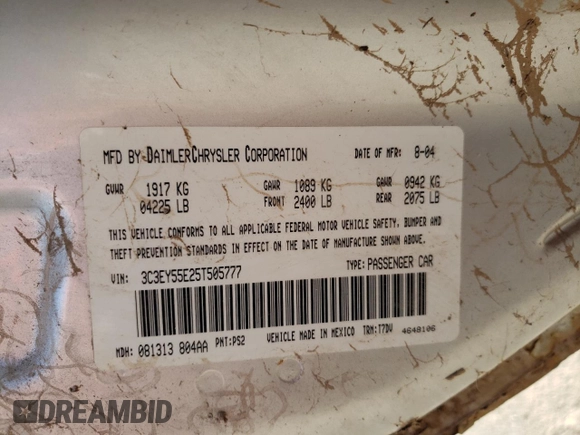 MFD BY DAIMLERCHRYSLER CORPORATION DATE OF MFR: 8-04
GVWR 1917 KG GAWR 1089 KG GAWR 0942 KG
04225 LB FRONT 2400 LB REAR 2075 LB
THIS VEHICLE CONFORMS TO ALL APPLICABLE FEDERAL MOTOR VEHICLE SAFETY, BUMPER AND
THEFT PREVENTION STANDARDS IN EFFECT ON THE DATE OF MANUFACTURE SHOWN ABOVE.
VIN: 3C3EY55E25T505777 TYPE: PASSENGER CAR
MDH: 081313 804AA PNT: PS2 VEHICLE MADE IN MEXICO TRM: T7DV 4648106
DREAMBID